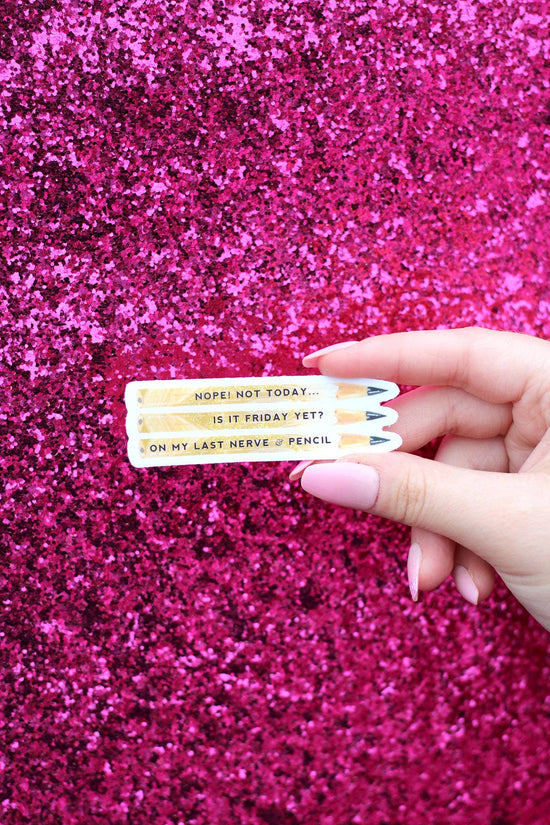 NOPE! NOT TODAY...
IS IT FRIDAY YET?
ON MY LAST NERVE & PENCIL